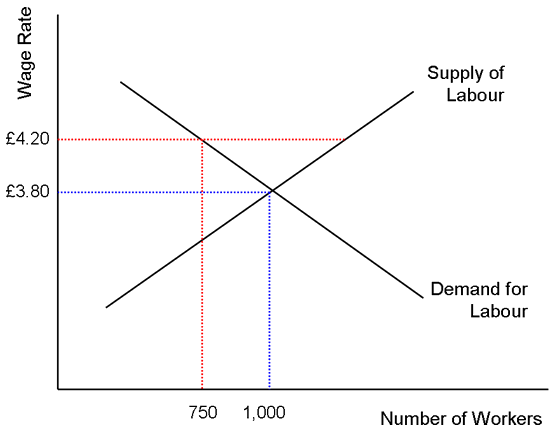 Wage Rate
Supply of
Labour
£4.20
£3.80
Demand for
Labour
750
1,000
Number of Workers